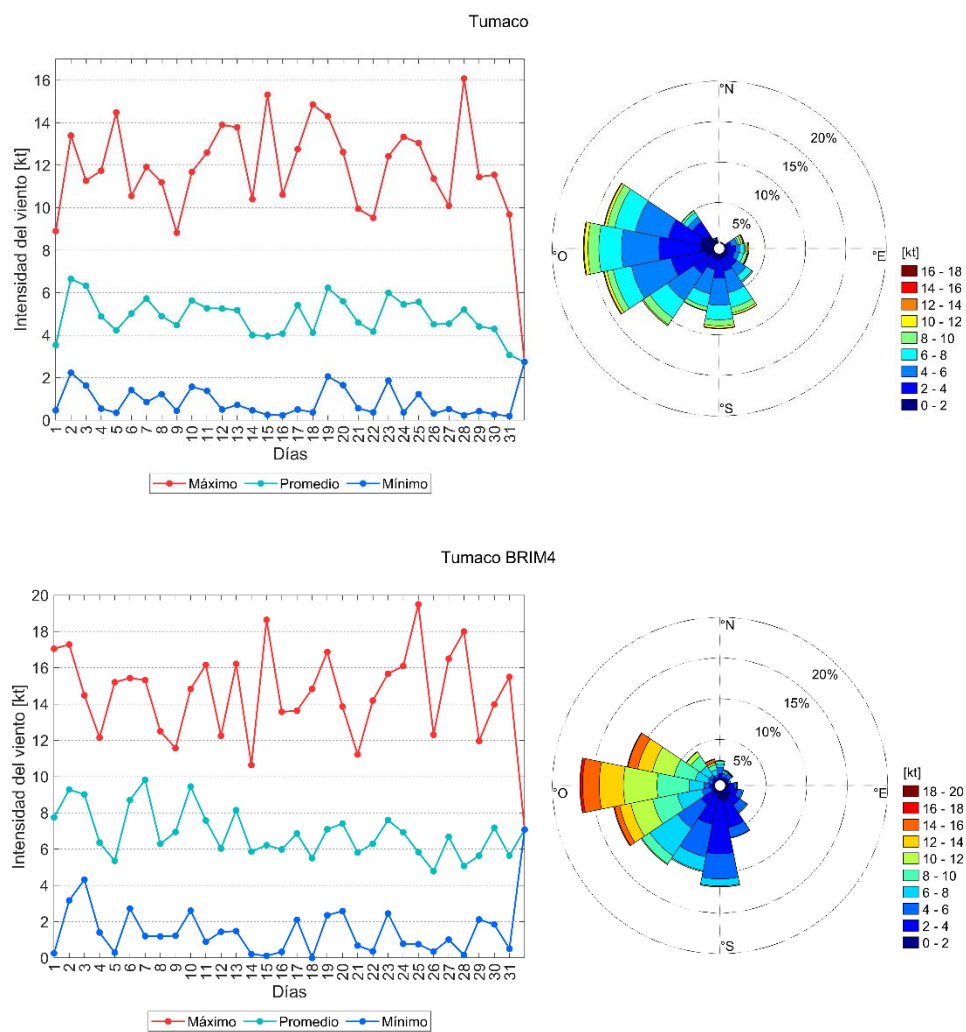 Tumaco
Intensidad del viento [kt]
16
14
12
10
8
6
4
2
0
1 2 3 4 5 6 7 8 9 10 11 12 13 14 15 16 17 18 19 20 21 22 23 24 25 26 27 28 29 30 31
Días
Máximo Promedio Mínimo
°N
20%
15%
10%
5%
°O
°E
°S
[kt]
16 - 18
14 - 16
12 - 14
10 - 12
8 - 10
6 - 8
4 - 6
2 - 4
0 - 2
Tumaco BRIM4
Intensidad del viento [kt]
20
18
16
14
12
10
8
6
4
2
0
1 2 3 4 5 6 7 8 9 10 11 12 13 14 15 16 17 18 19 20 21 22 23 24 25 26 27 28 29 30 31
Días
Máximo Promedio Mínimo
°N
20%
15%
10%
5%
°O
°E
°S
[kt]
18 - 20
16 - 18
14 - 16
12 - 14
10 - 12
8 - 10
6 - 8
4 - 6
2 - 4
0 - 2